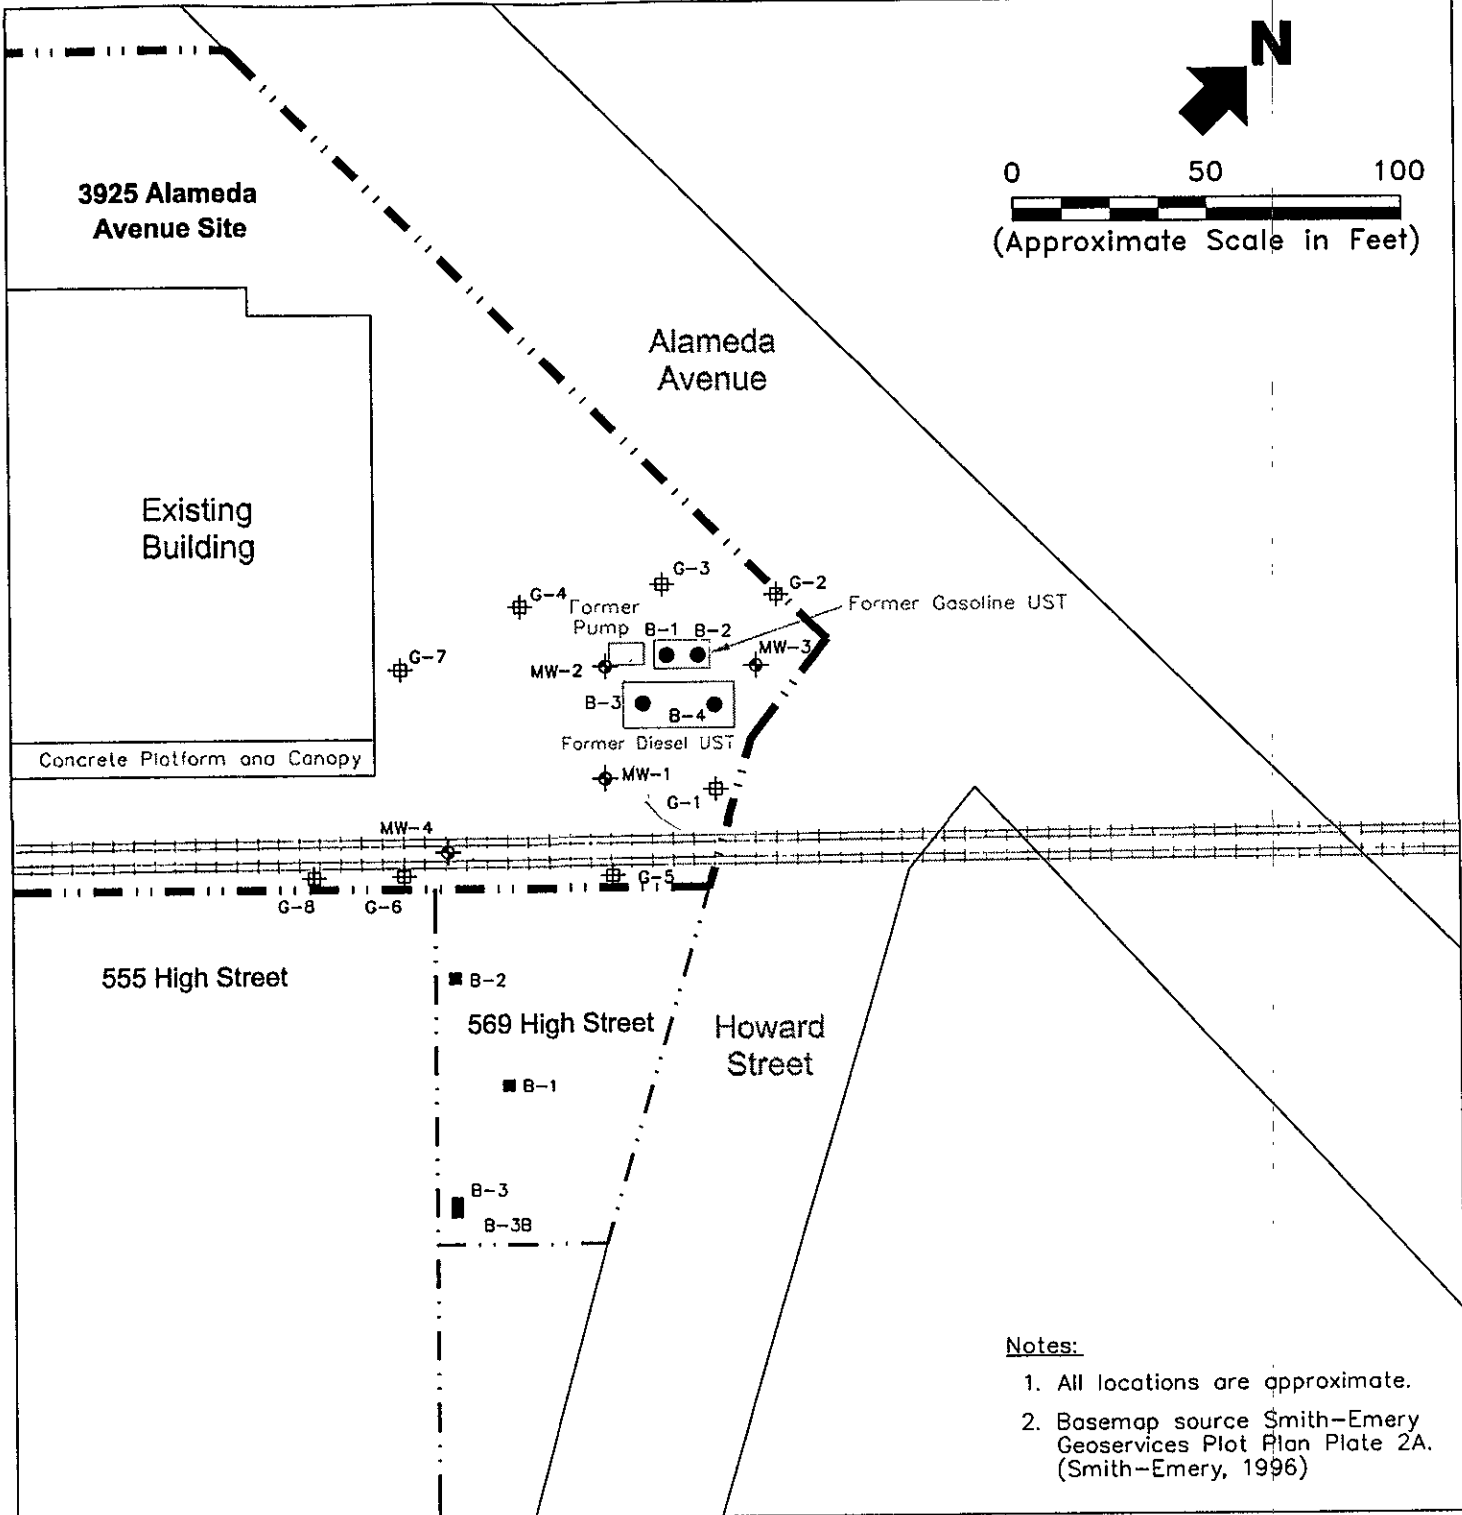 N
0 50 100
(Approximate Scale in Feet)
3925 Alameda
Avenue Site
Alameda
Avenue
Existing
Building
G-3
G-2
G-4
Former
Pump
B-1 B-2
Former Gasoline UST
MW-3
G-7
MW-2
B-3
B-4
Former Diesel UST
Concrete Platform and Canopy
MW-1
G-1
MW-4
G-5
G-8
G-6
555 High Street
B-2
569 High Street
Howard
Street
B-1
B-3
B-3B
Notes:
1. All locations are approximate.
2. Basemap source Smith-Emery
Geoservices Plot Plan Plate 2A.
(Smith-Emery, 1996)